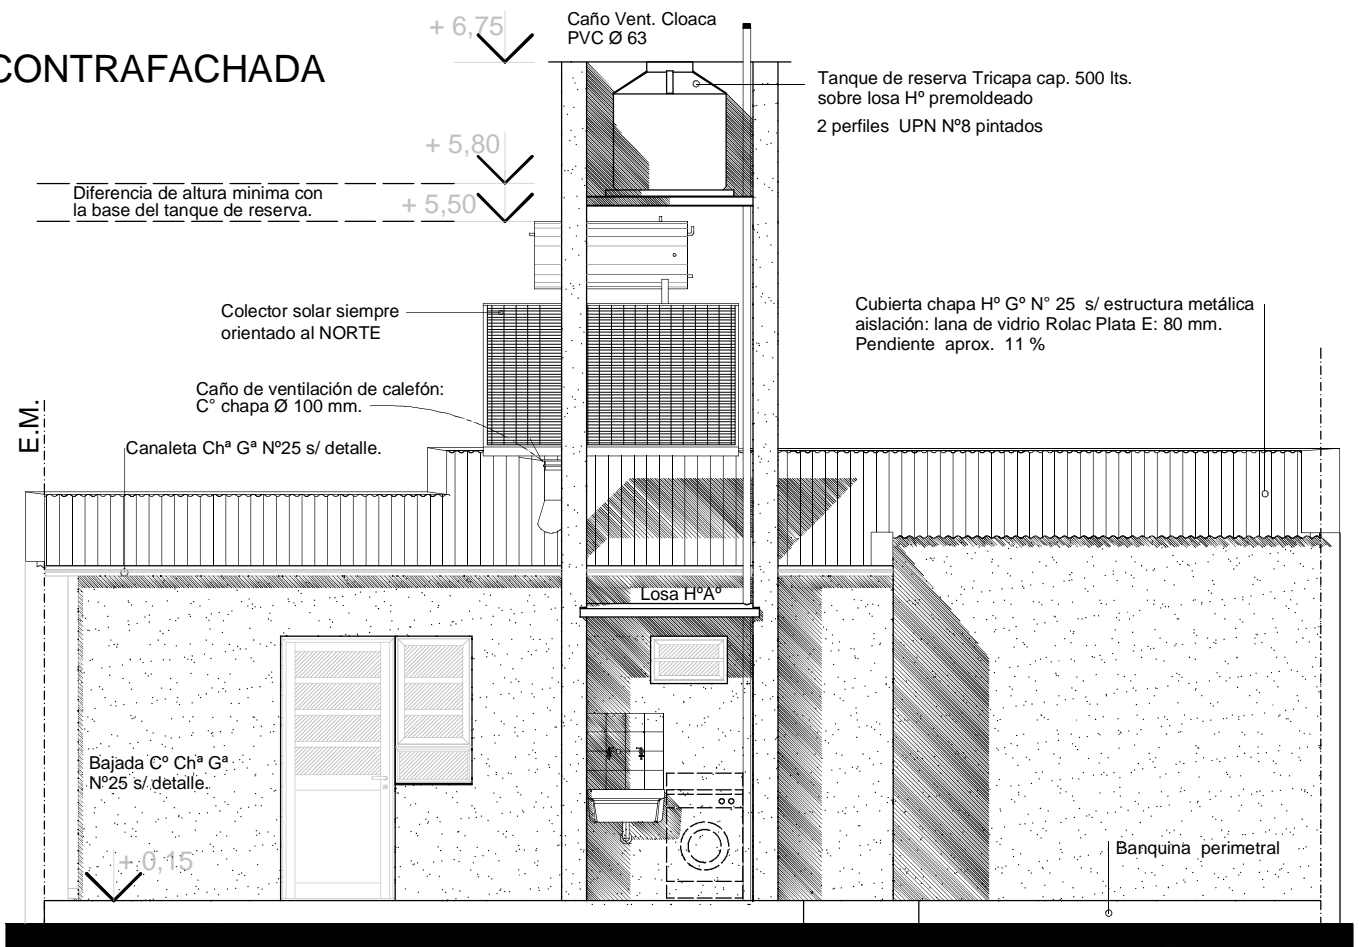 CONTRAFACHADA
+ 6,75
Caño Vent. Cloaca
PVC Ø 63
Tanque de reserva Tricapa cap. 500 lts.
sobre losa Hº premoldeado
2 perfiles UPN Nº8 pintados
+ 5,80
Diferencia de altura minima con
la base del tanque de reserva.
+ 5,50
Colector solar siempre
orientado al NORTE
Cubierta chapa Hº Gº N° 25 s/ estructura metálica
aislación: lana de vidrio Rolac Plata E: 80 mm.
Pendiente aprox. 11 %
Caño de ventilación de calefón:
C° chapa Ø 100 mm.
E.M.
Canaleta Chª Gª Nº25 s/ detalle.
Losa HºAº
Bajada Cº Chª Gª
Nº25 s/ detalle.
+ 0,15
Banquina perimetral